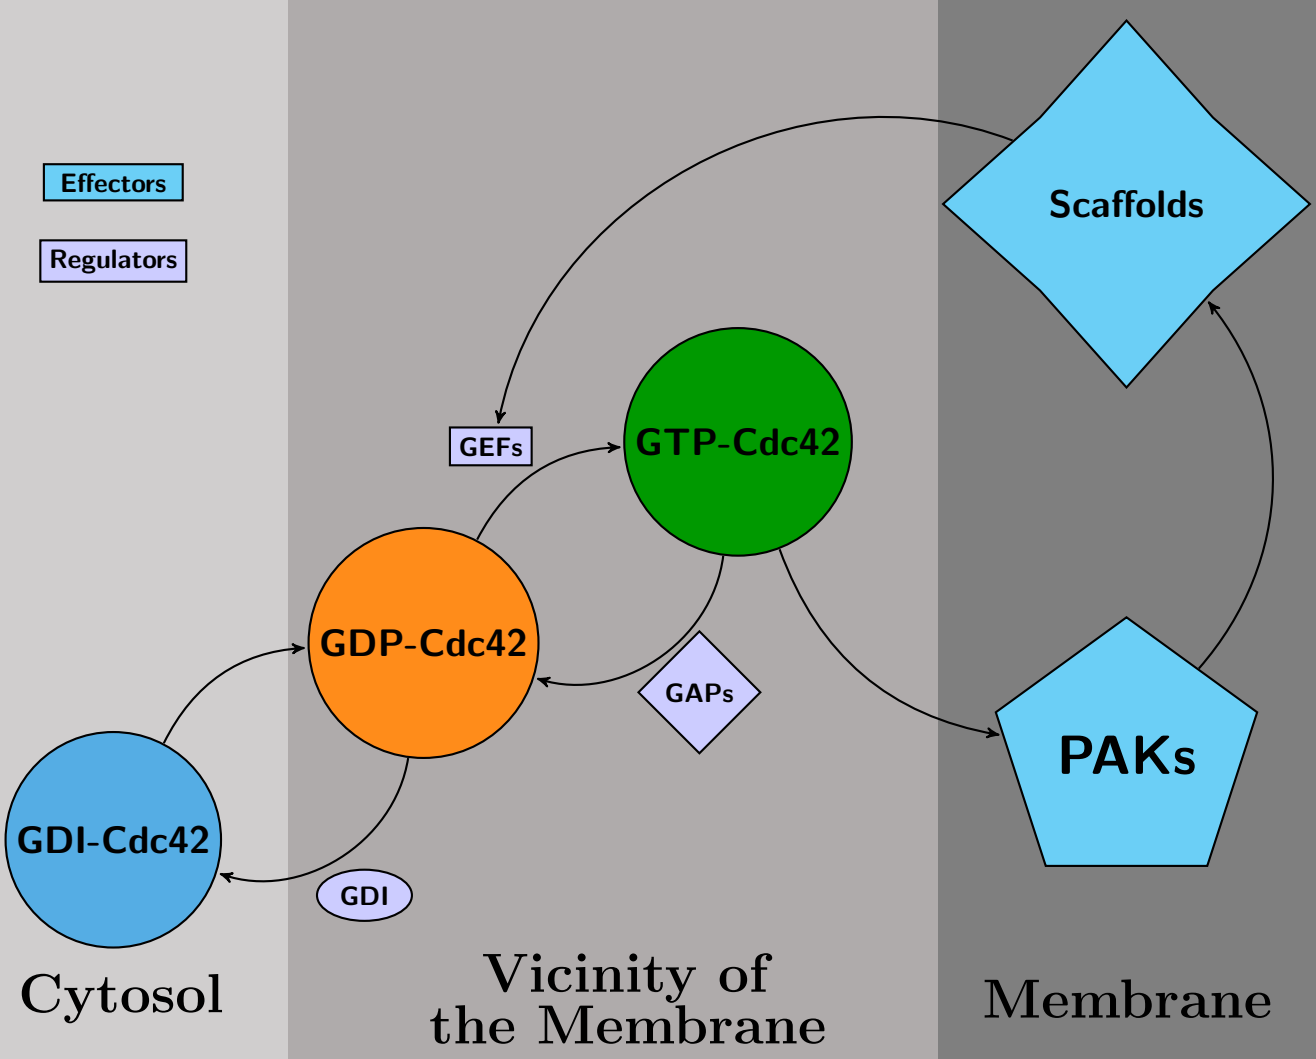 Effectors
Scaffolds
Regulators
GEFs
GTP-Cdc42
GDP-Cdc42
GAPs
PAKs
GDI-Cdc42
GDI
Cytosol
Vicinity of
the Membrane
Membrane